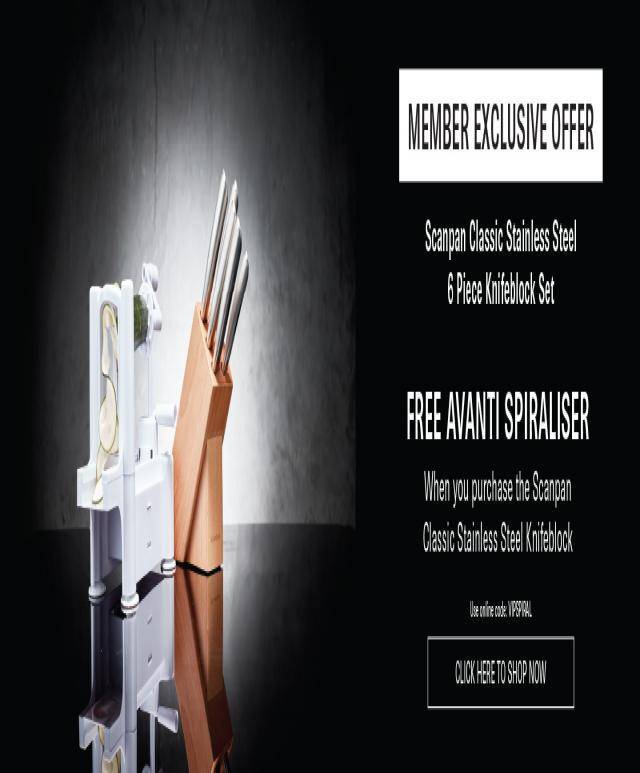 MEMBER EXCLUSIVE OFFER
Scanpan Classic Stainless Steel
6 Piece Knifeblock Set
FREE AVANTI SPIRALISER
When you purchase the Scanpan
Classic Stainless Steel Knifeblock
Use online code: VIPSPIRAL
CLICK HERE TO SHOP NOW